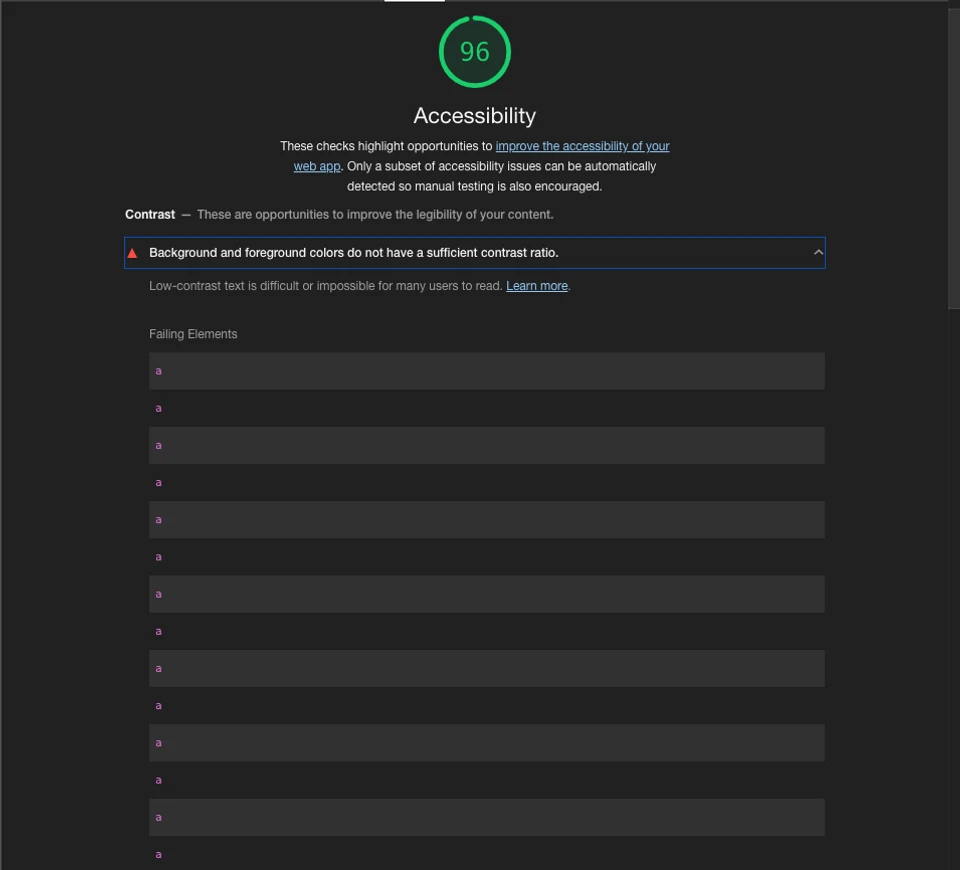 96
Accessibility
These checks highlight opportunities to improve the accessibility of your
web app. Only a subset of accessibility issues can be automatically
detected so manual testing is also encouraged.
Contrast — These are opportunities to improve the legibility of your content.
Background and foreground colors do not have a sufficient contrast ratio.
Low-contrast text is difficult or impossible for many users to read. Learn more.
Failing Elements
a
a
a
a
a
a
a
a
a
a
a
a
a
a